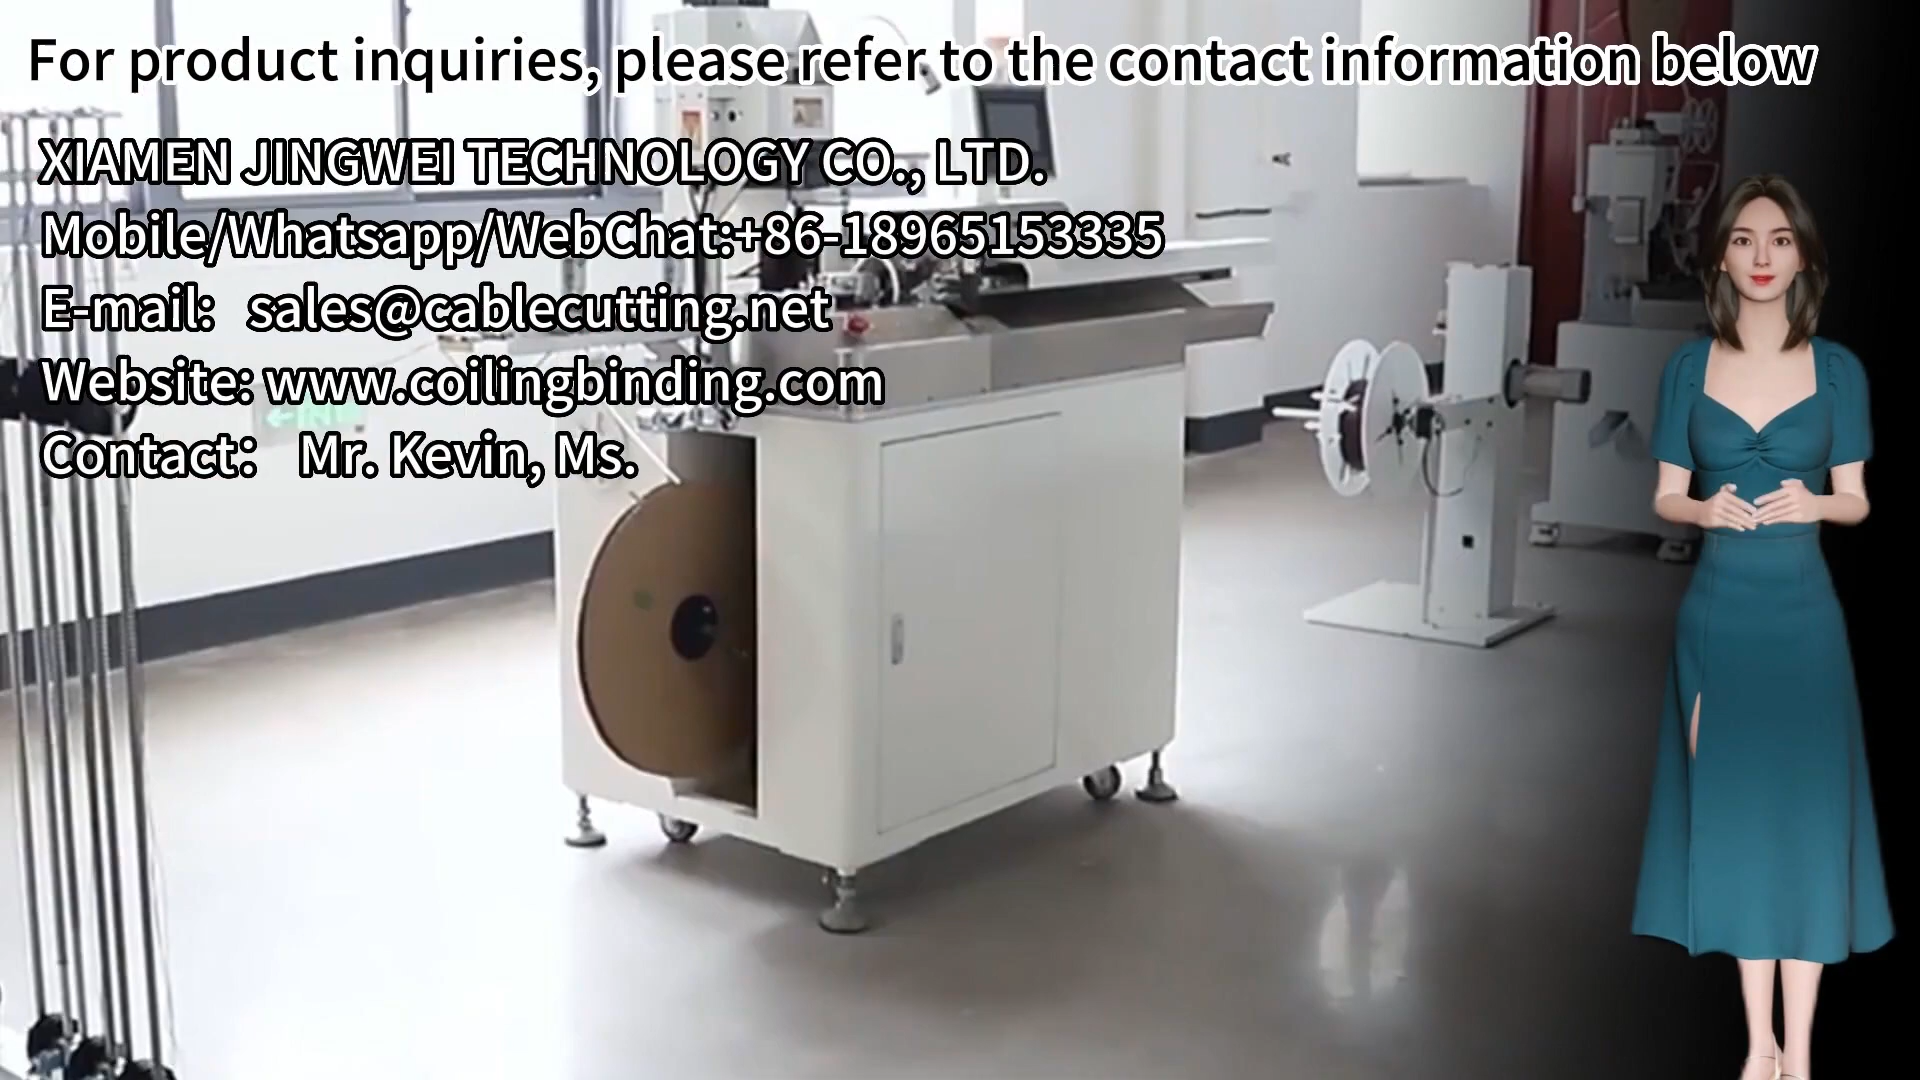 For product inquiries, please refer to the contact information below
XIAMEN JINGWEI TECHNOLOGY CO., LTD.
Mobile/Whatsapp/WebChat:+86-18965153335
E-mail: sales@cablecutting.net
Website: www.coilingbinding.com
Contact： Mr. Kevin, Ms.